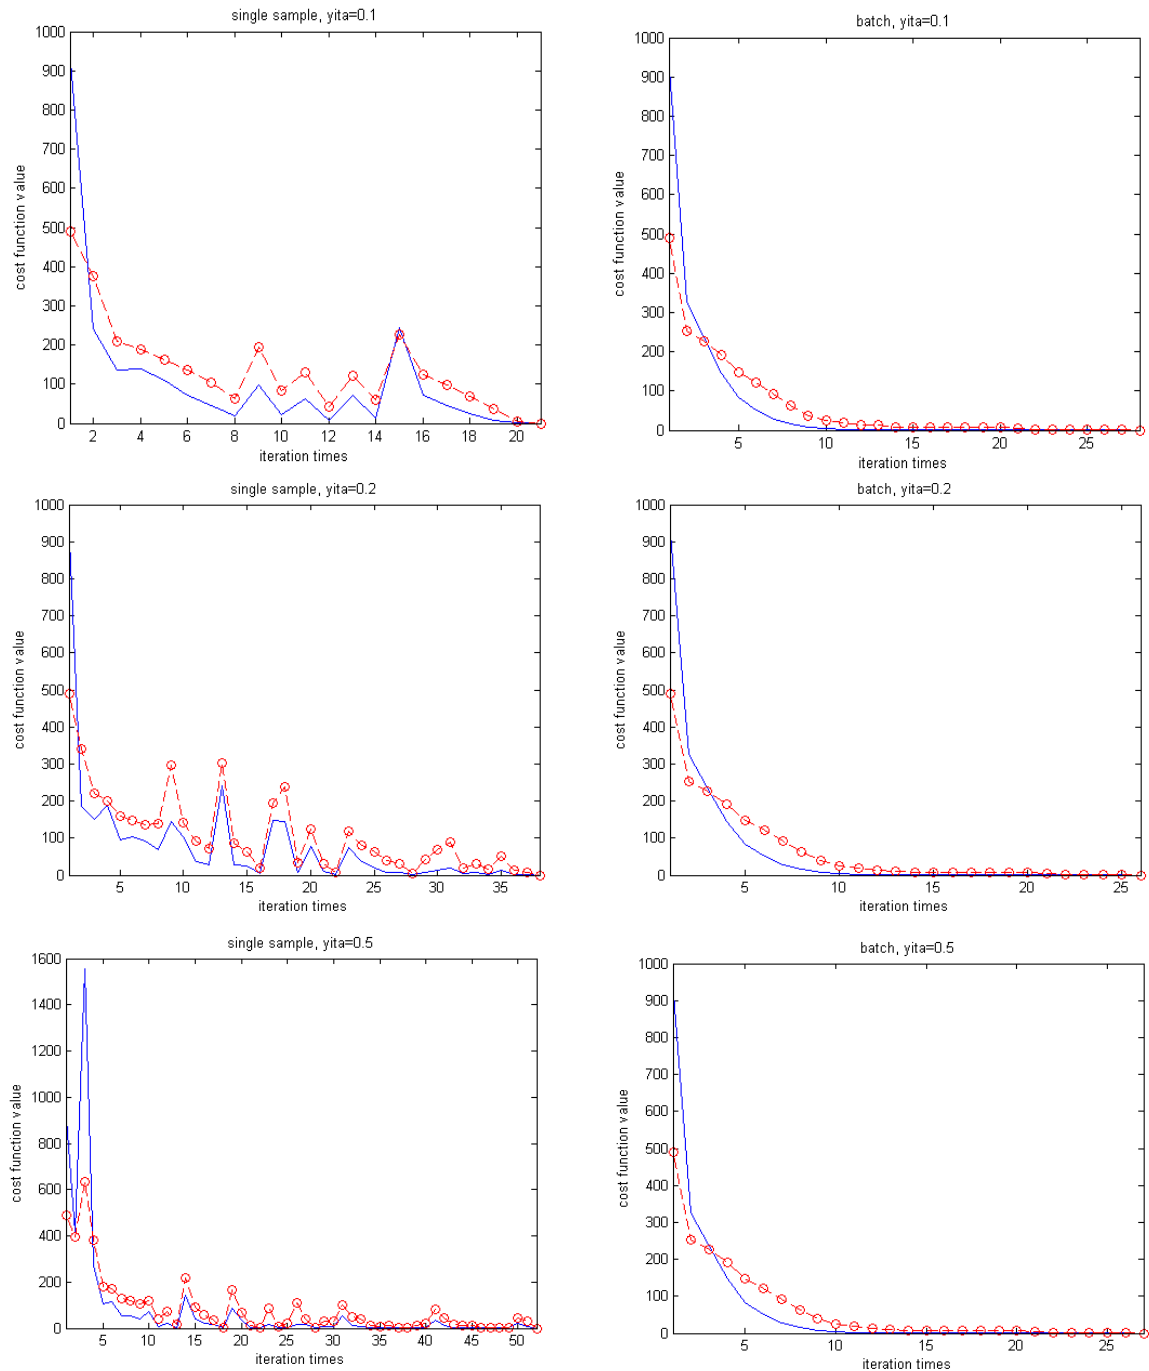 single sample, yita=0.1
1000
900
800
700
600
500
400
300
200
100
0
cost function value
2 4 6 8 10 12 14 16 18 20
iteration times
batch, yita=0.1
1000
900
800
700
600
500
400
300
200
100
0
cost function value
5 10 15 20 25
iteration times
single sample, yita=0.2
1000
900
800
700
600
500
400
300
200
100
0
cost function value
5 10 15 20 25 30 35
iteration times
batch, yita=0.2
1000
900
800
700
600
500
400
300
200
100
0
cost function value
5 10 15 20 25
iteration times
single sample, yita=0.5
1600
1400
1200
1000
800
600
400
200
0
cost function value
5 10 15 20 25 30 35 40 45 50
iteration times
batch, yita=0.5
1000
900
800
700
600
500
400
300
200
100
0
cost function value
5 10 15 20 25
iteration times